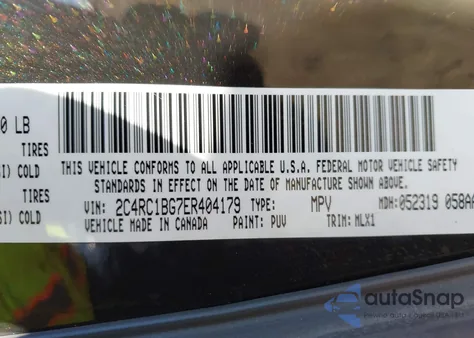 0 LB
TIRES
SI) COLD
TIRES
SI) COLD
THIS VEHICLE CONFORMS TO ALL APPLICABLE U.S.A. FEDERAL MOTOR VEHICLE SAFETY
STANDARDS IN EFFECT ON THE DATE OF MANUFACTURE SHOWN ABOVE.
VIN: 2C4RC1BG7ER404179 TYPE: MPV MDH: 052319 058AA
VEHICLE MADE IN CANADA PAINT: PUV TRIM: MLX1
autoSnap